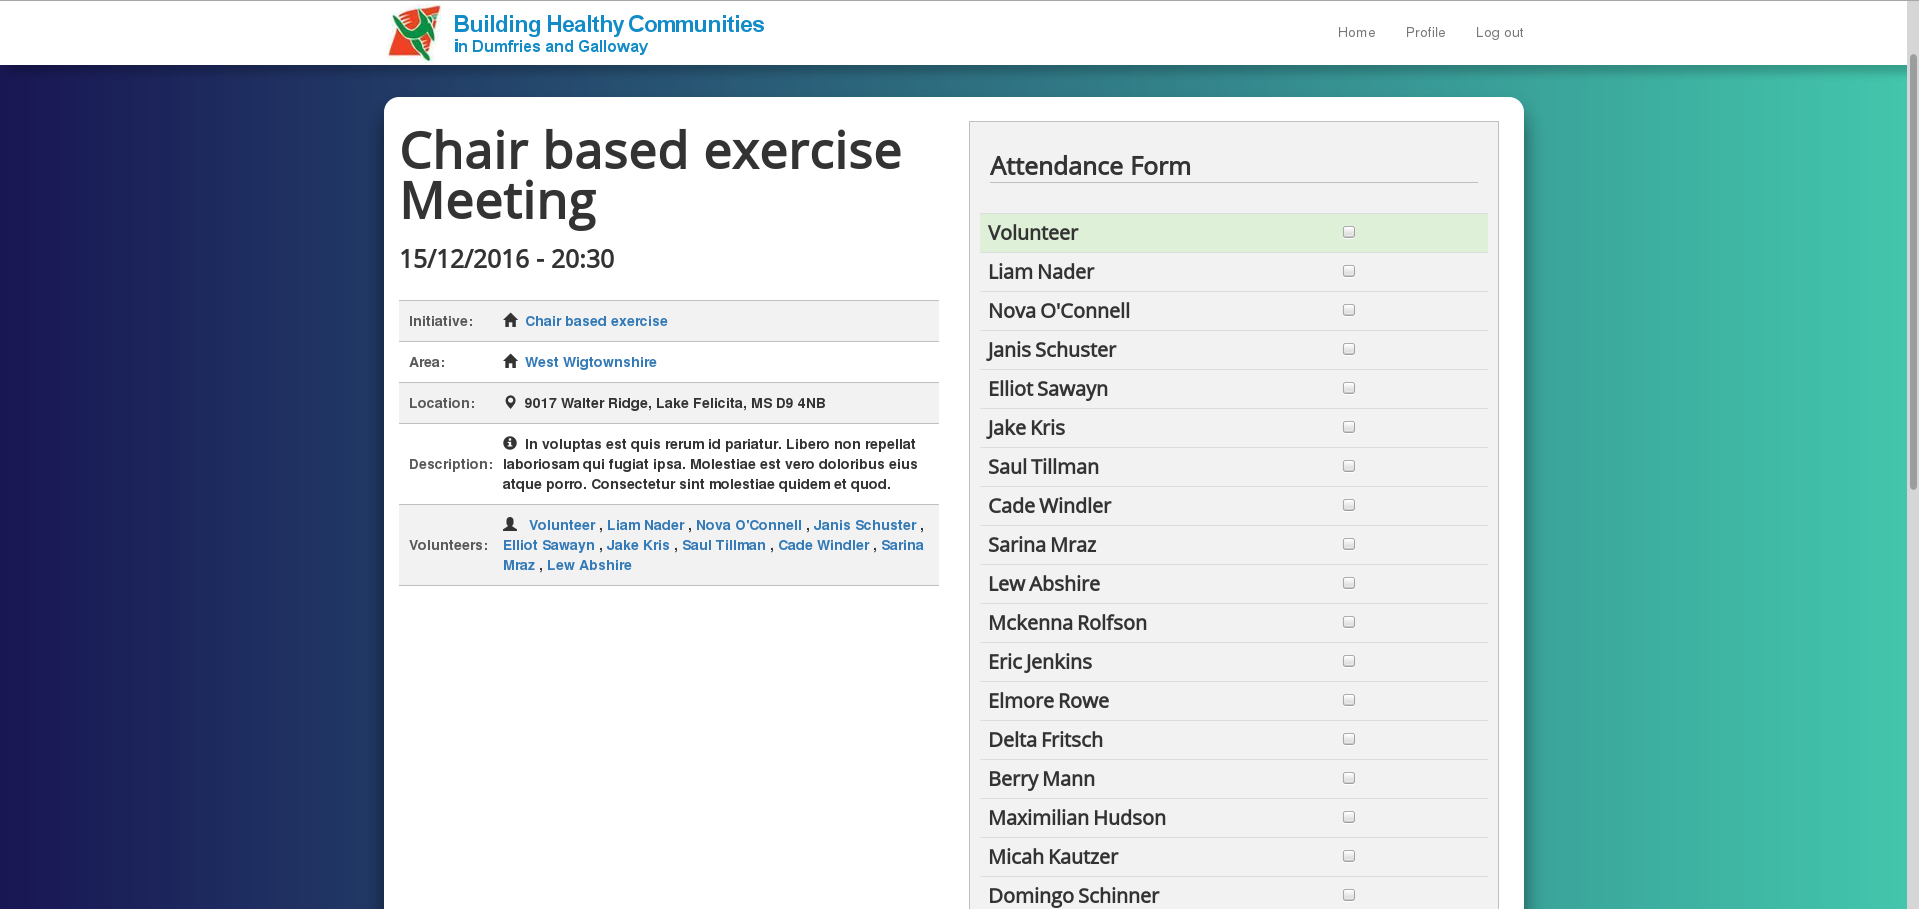 Building Healthy Communities
in Dumfries and Galloway
Home Profile Log out
Chair based exercise
Meeting
15/12/2016 - 20:30
Initiative: Chair based exercise
Area: West Wigtownshire
Location: 9017 Walter Ridge, Lake Felicita, MS D9 4NB
Description: In voluptas est quis rerum id pariatur. Libero non repellat
laboriosam qui fugiat ipsa. Molestiae est vero doloribus eius
atque porro. Consectetur sint molestiae quidem et quod.
Volunteers: Volunteer , Liam Nader , Nova O'Connell , Janis Schuster ,
Elliot Sawayn , Jake Kris , Saul Tillman , Cade Windler , Sarina
Mraz , Lew Abshire
Attendance Form
Volunteer
Liam Nader
Nova O'Connell
Janis Schuster
Elliot Sawayn
Jake Kris
Saul Tillman
Cade Windler
Sarina Mraz
Lew Abshire
Mckenna Rolfson
Eric Jenkins
Elmore Rowe
Delta Fritsch
Berry Mann
Maximilian Hudson
Micah Kautzer
Domingo Schinner